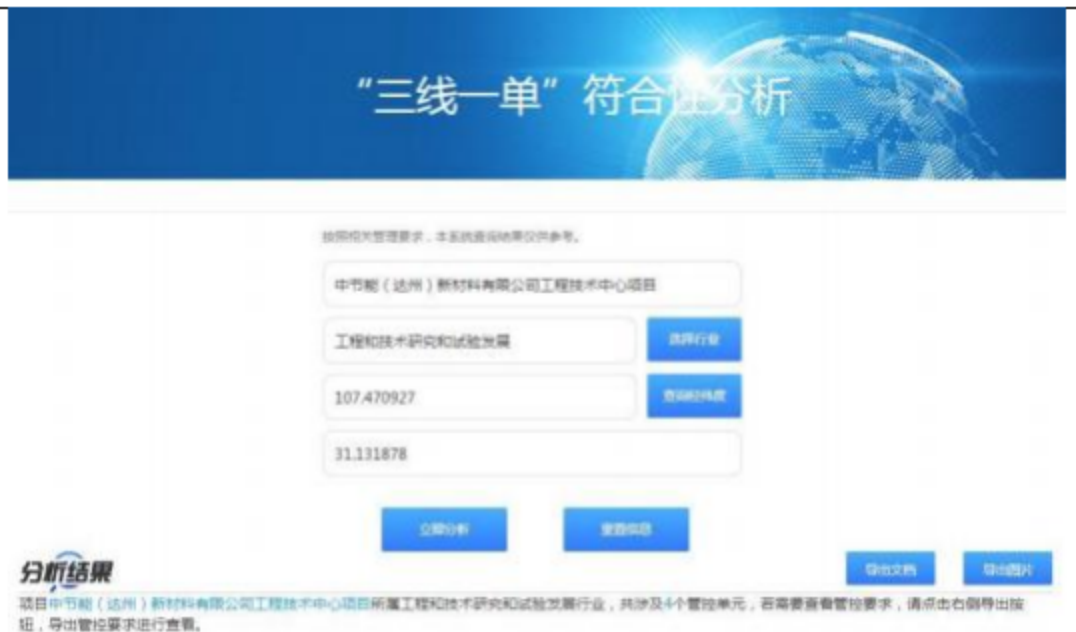 “三线一单”符合性分析
按照相关管理要求，本系统查询结果仅供参考。
中节能（达州）新材料有限公司工程技术中心项目
工程和技术研究和试验发展
选择行业
107.470927
查询经纬度
31.131878
立即分析
重置信息
分析结果
导出文档
导出图片
项目中节能（达州）新材料有限公司工程技术中心项目所属工程和技术研究和试验发展行业，共涉及4个管控单元，若需要查看管控要求，请点击右侧导出按
钮，导出管控要求进行查看。